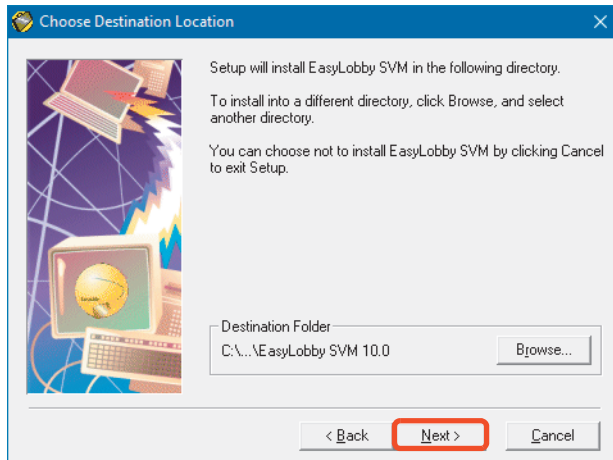 Choose Destination Location
Setup will install EasyLobby SVM in the following directory.
To install into a different directory, click Browse, and select
another directory.
You can choose not to install EasyLobby SVM by clicking Cancel
to exit Setup.
Destination Folder
C:\...\EasyLobby SVM 10.0
Browse...
< Back
Next >
Cancel